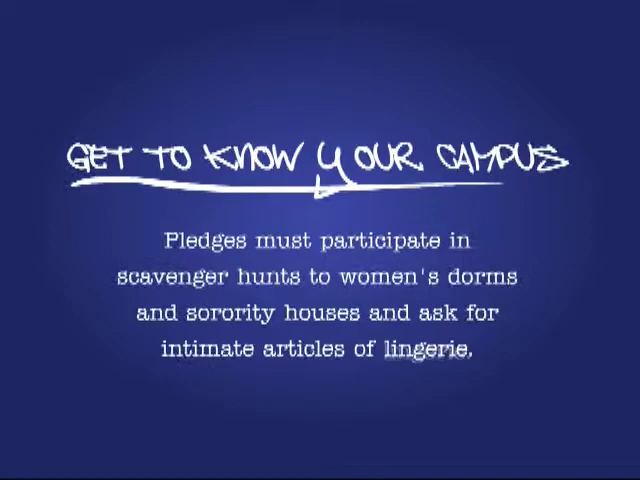 GET TO KNOW YOUR CAMPUS
Pledges must participate in
scavenger hunts to women's dorms
and sorority houses and ask for
intimate articles of lingerie.